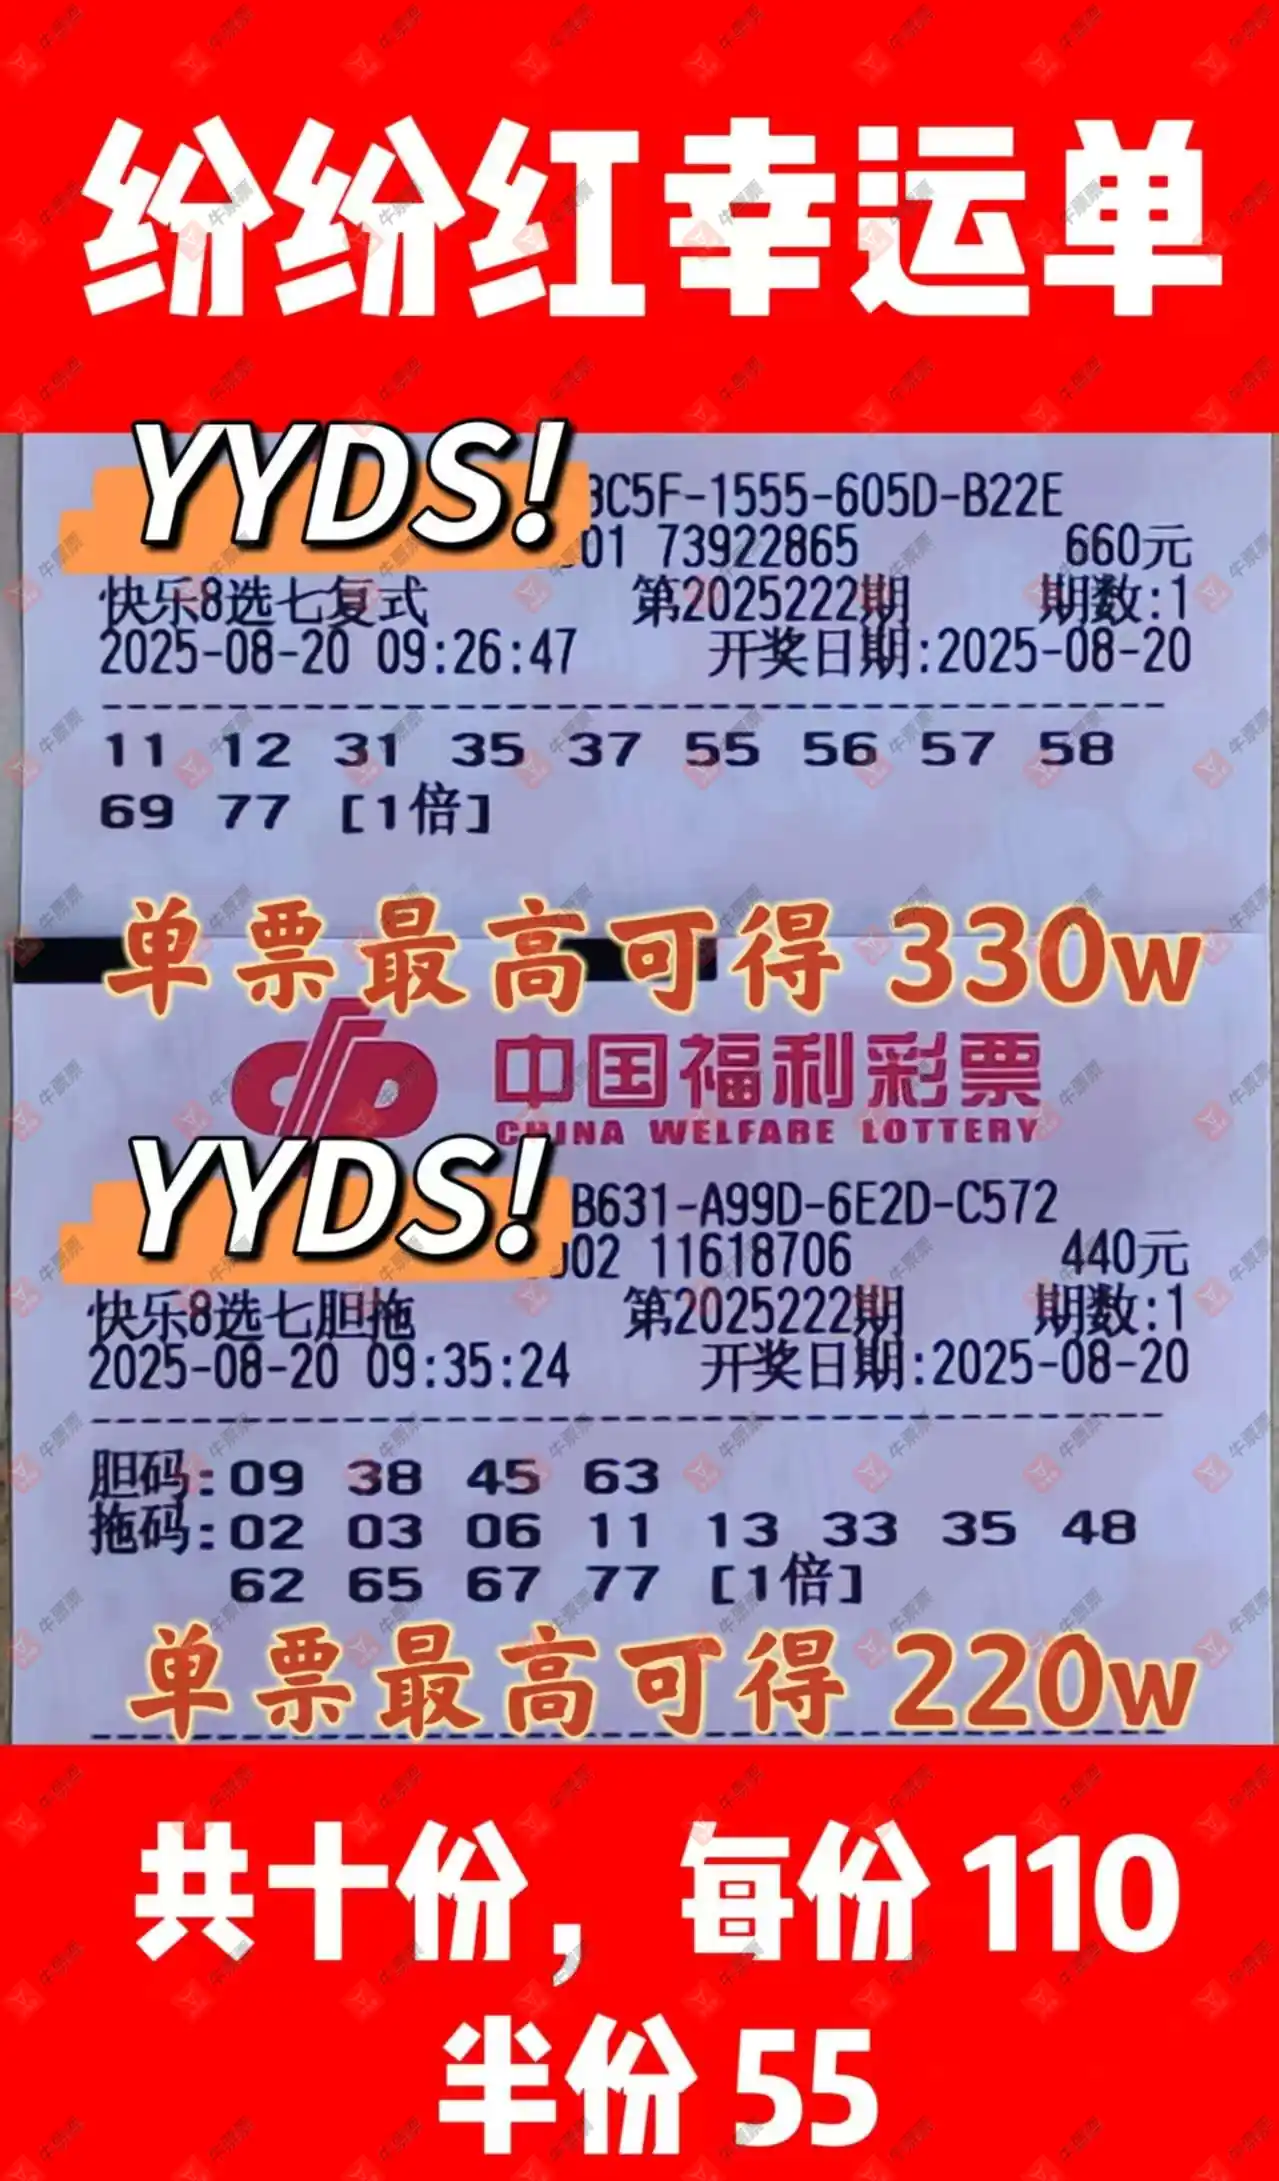 纷纷红幸运单
YYDS!
3C5F-1555-605D-B22E
01 73922865 660元
快乐8选七复式 第2025222期 期数:1
2025-08-20 09:26:47 开奖日期:2025-08-20
11 12 31 35 37 55 56 57 58
69 77 [1倍]
单票最高可得 330w
中国福利彩票
CHINA WELFARE LOTTERY
YYDS!
B631-A99D-6E2D-C572
002 11618706 440元
快乐8选七胆拖 第2025222期 期数:1
2025-08-20 09:35:24 开奖日期:2025-08-20
胆码:09 38 45 63
拖码:02 03 06 11 13 33 35 48
62 65 67 77 [1倍]
单票最高可得 220w
共十份，每份 110
半份 55
牛票票